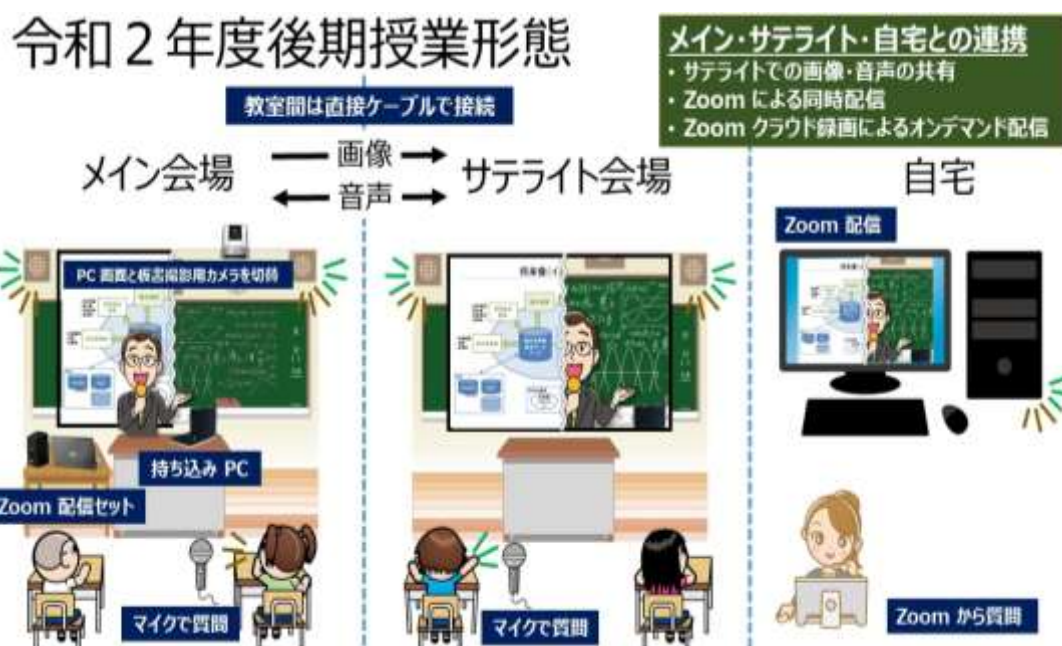 令和２年度後期授業形態
メイン・サテライト・自宅との連携
・ サテライトでの画像・音声の共有
・ Zoom による同時配信
・ Zoom クラウド録画によるオンデマンド配信
教室間は直接ケーブルで接続
メイン会場
画像
音声
サテライト会場
自宅
Zoom 配信
PC 画面と板書撮影用カメラを切替
持ち込み PC
Zoom 配信セット
マイクで質問
マイクで質問
Zoom から質問